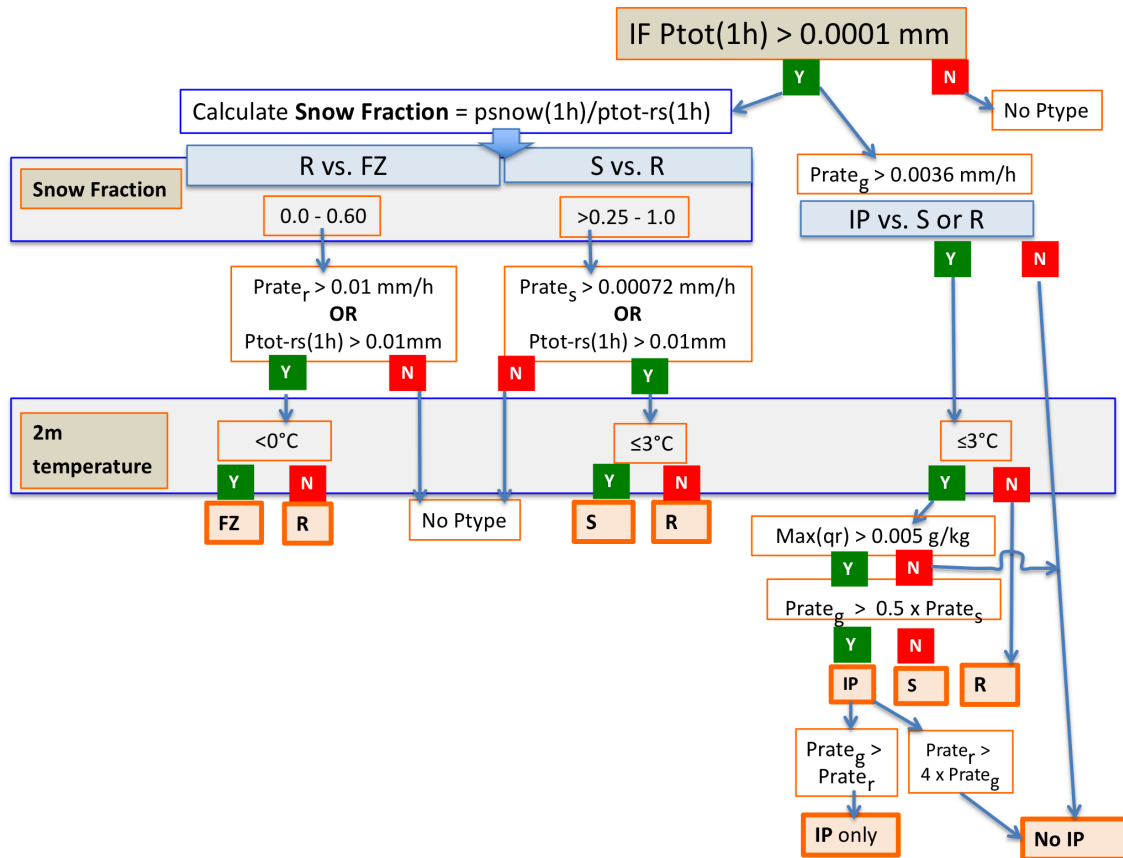 IF Ptot(1h) > 0.0001 mm
Y
N
Calculate Snow Fraction = psnow(1h)/ptot-rs(1h)
No Ptype
R vs. FZ
S vs. R
Prate_g > 0.0036 mm/h
Snow Fraction
0.0 - 0.60
>0.25 - 1.0
IP vs. S or R
Y
N
Prate_r > 0.01 mm/h
OR
Ptot-rs(1h) > 0.01mm
Prate_s > 0.00072 mm/h
OR
Ptot-rs(1h) > 0.01mm
Y
N
N
Y
2m
temperature
<0°C
≤3°C
≤3°C
Y
N
Y
N
Y
N
FZ
R
No Ptype
S
R
Max(qr) > 0.005 g/kg
Y
N
Prate_g > 0.5 x Prate_s
Y
N
IP
S
R
Prate_g >
Prate_r
Prate_r >
4 x Prate_g
IP only
No IP